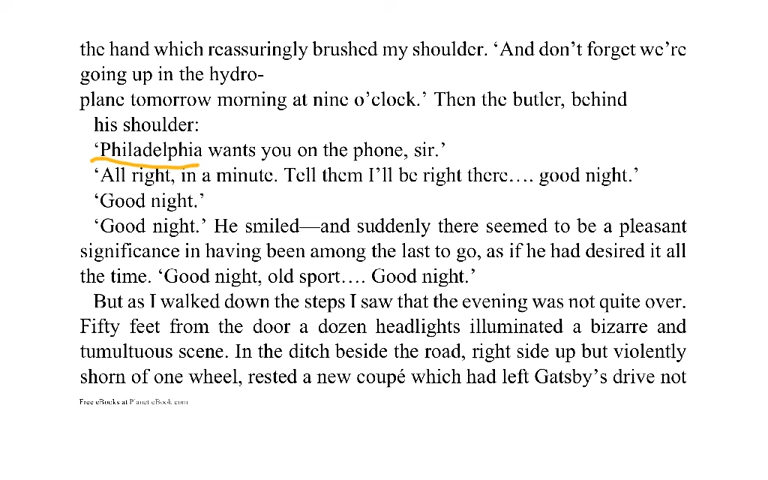 the hand which reassuringly brushed my shoulder. ‘And don’t forget we’re
going up in the hydro-
plane tomorrow morning at nine o’clock.’ Then the butler, behind
his shoulder:
‘Philadelphia wants you on the phone, sir.’
‘All right, in a minute. Tell them I’ll be right there.… good night.’
‘Good night.’
‘Good night.’ He smiled—and suddenly there seemed to be a pleasant
significance in having been among the last to go, as if he had desired it all
the time. ‘Good night, old sport.… Good night.’
But as I walked down the steps I saw that the evening was not quite over.
Fifty feet from the door a dozen headlights illuminated a bizarre and
tumultuous scene. In the ditch beside the road, right side up but violently
shorn of one wheel, rested a new coupé which had left Gatsby’s drive not
Free eBooks at Planet eBook.com